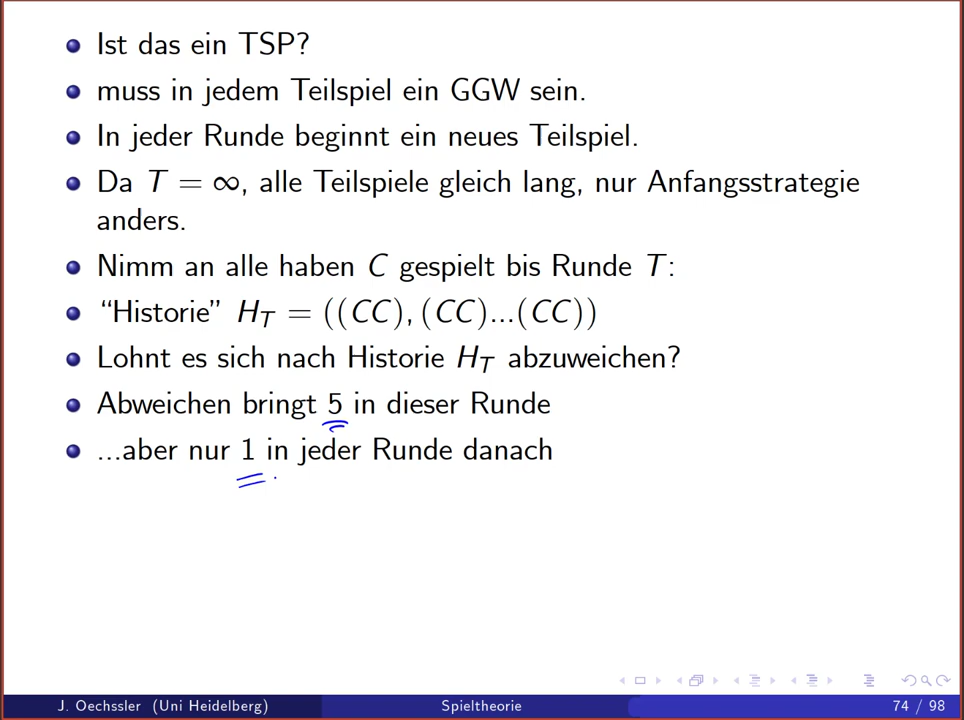 Ist das ein TSP?
muss in jedem Teilspiel ein GGW sein.
In jeder Runde beginnt ein neues Teilspiel.
Da T = ∞, alle Teilspiele gleich lang, nur Anfangsstrategie
anders.
Nimm an alle haben C gespielt bis Runde T:
“Historie” H_T = ((CC), (CC)...(CC))
Lohnt es sich nach Historie H_T abzuweichen?
Abweichen bringt 5 in dieser Runde
...aber nur 1 in jeder Runde danach
J. Oechssler (Uni Heidelberg) Spieltheorie 74 / 98